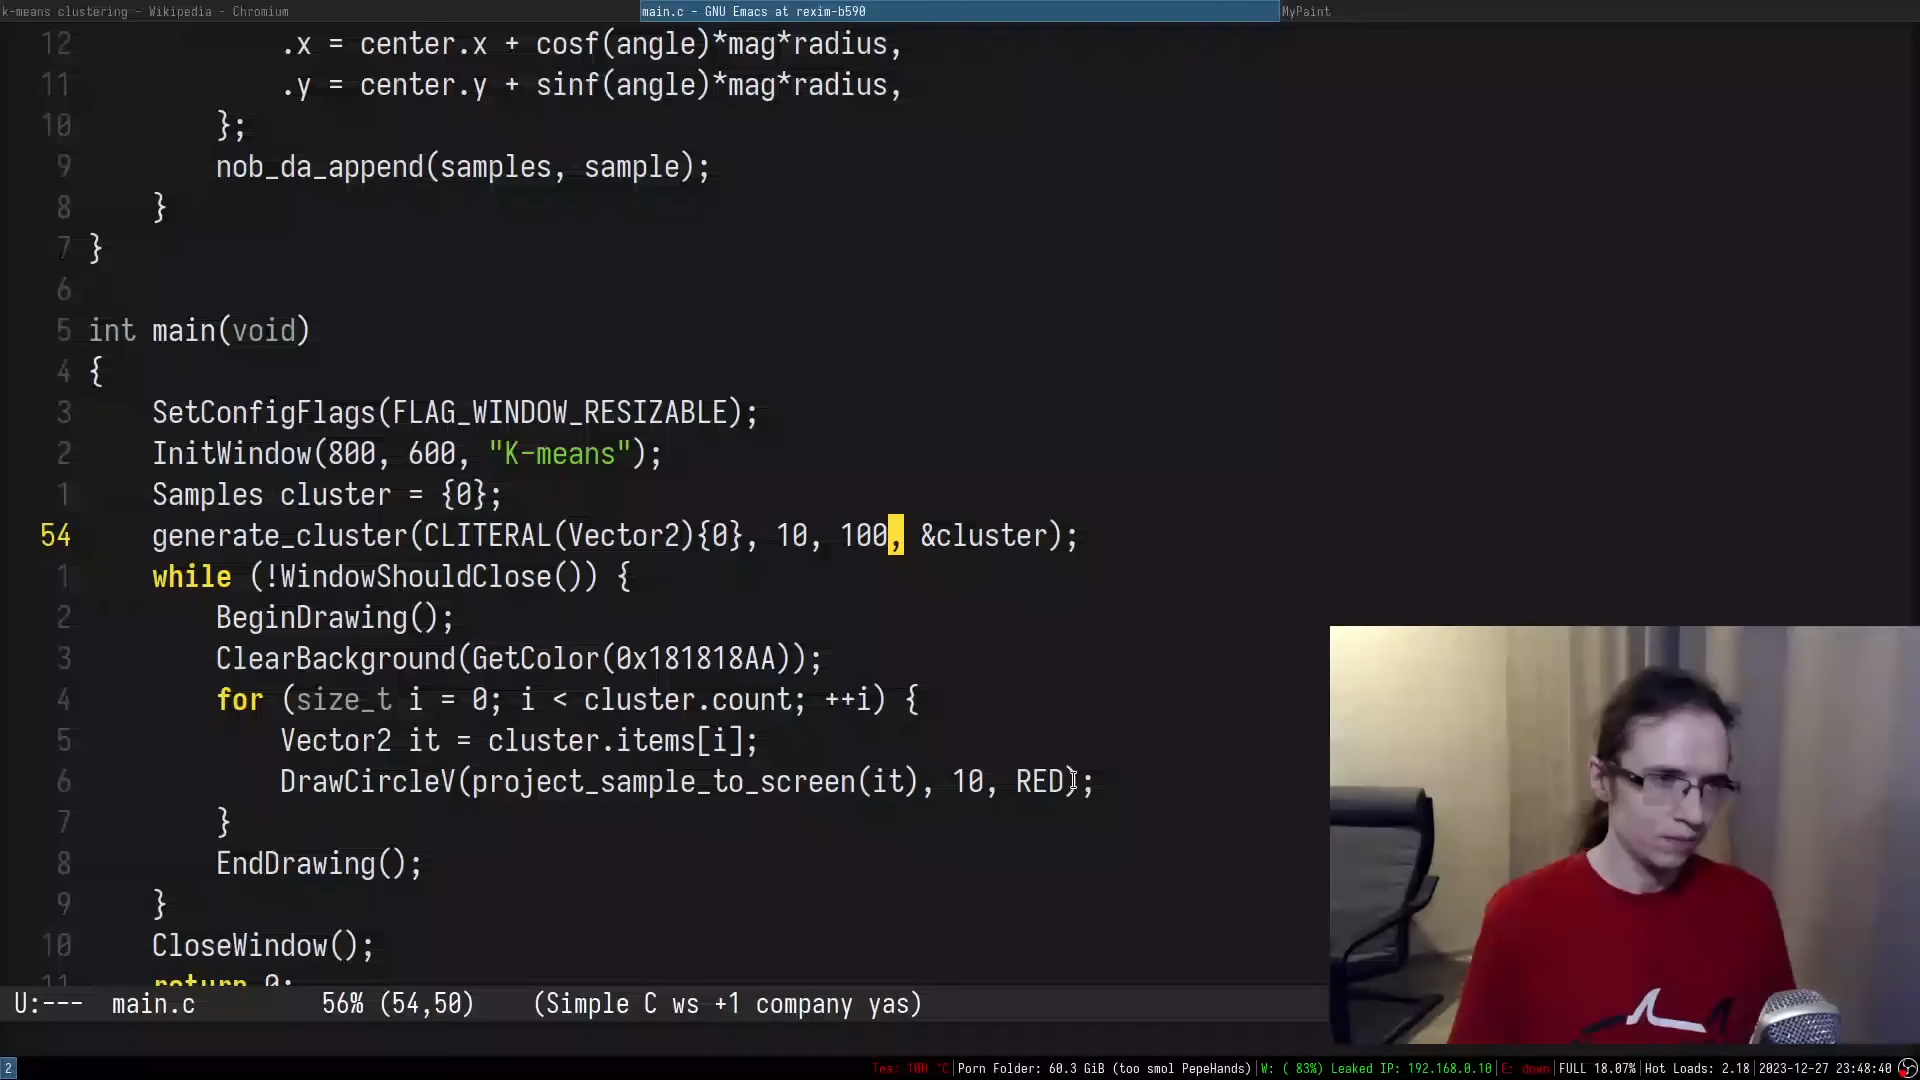 k-means clustering - Wikipedia - Chromium
main.c - GNU Emacs at rexim-b590
MyPaint
12 .x = center.x + cosf(angle)*mag*radius,
11 .y = center.y + sinf(angle)*mag*radius,
10 };
9 nob_da_append(samples, sample);
8 }
7 }
6
5 int main(void)
4 {
3 SetConfigFlags(FLAG_WINDOW_RESIZABLE);
2 InitWindow(800, 600, "K-means");
1 Samples cluster = {0};
54 generate_cluster(CLITERAL(Vector2){0}, 10, 100, &cluster);
1 while (!WindowShouldClose()) {
2 BeginDrawing();
3 ClearBackground(GetColor(0x181818AA));
4 for (size_t i = 0; i < cluster.count; ++i) {
5 Vector2 it = cluster.items[i];
6 DrawCircleV(project_sample_to_screen(it), 10, RED);
7 }
8 EndDrawing();
9 }
10 CloseWindow();
11 return 0;
U:--- main.c 56% (54,50) (Simple C ws +1 company yas)
2
Tea: 100 °C|Porn Folder: 60.3 GiB (too smol PepeHands)|W: ( 83%) Leaked IP: 192.168.0.10|E: down|FULL 18.07%|Hot Loads: 2.18|2023-12-27 23:48:40